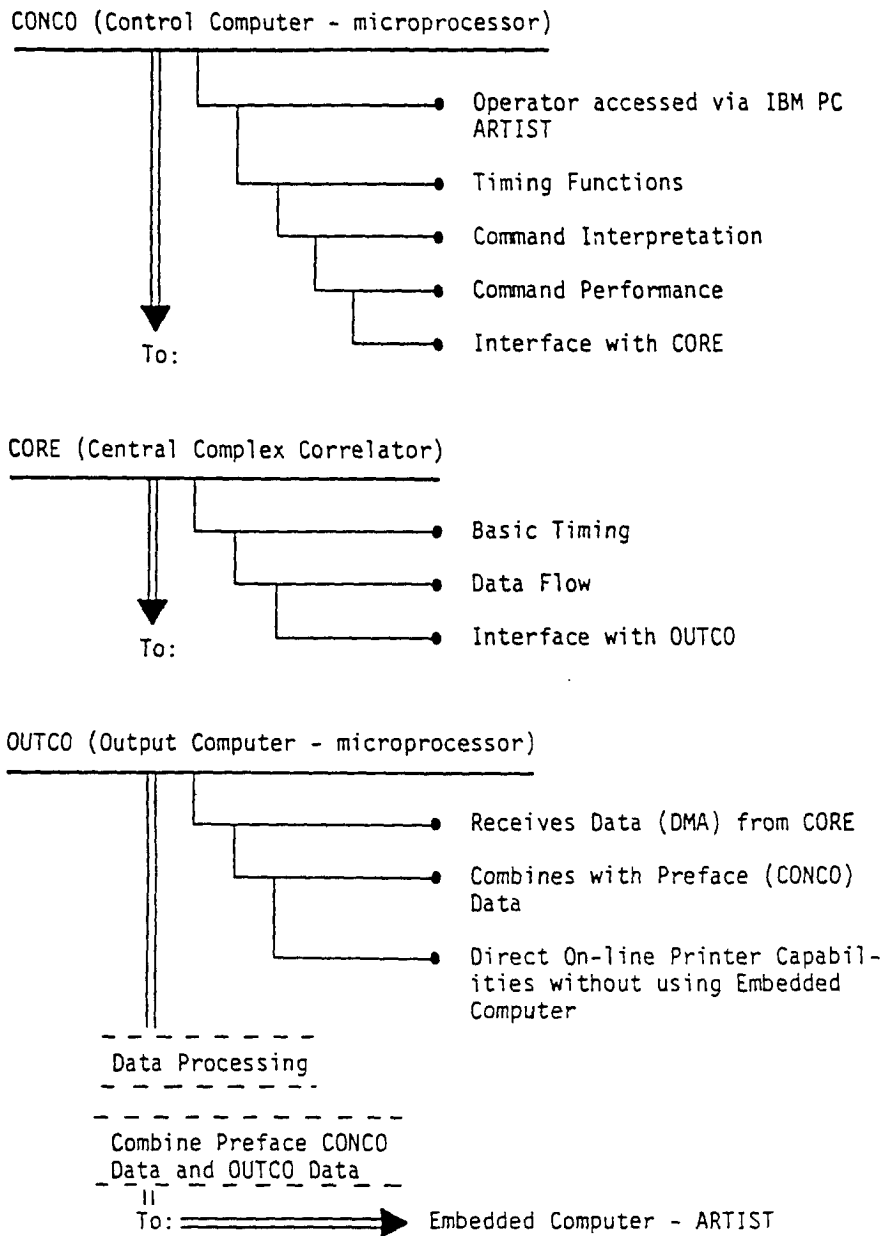 CONCO (Control Computer - microprocessor)
Operator accessed via IBM PC
ARTIST
Timing Functions
Command Interpretation
Command Performance
Interface with CORE
To:
CORE (Central Complex Correlator)
Basic Timing
Data Flow
Interface with OUTCO
To:
OUTCO (Output Computer - microprocessor)
Receives Data (DMA) from CORE
Combines with Preface (CONCO)
Data
Direct On-line Printer Capabil-
ities without using Embedded
Computer
Data Processing
Combine Preface CONCO
Data and OUTCO Data
To: Embedded Computer - ARTIST